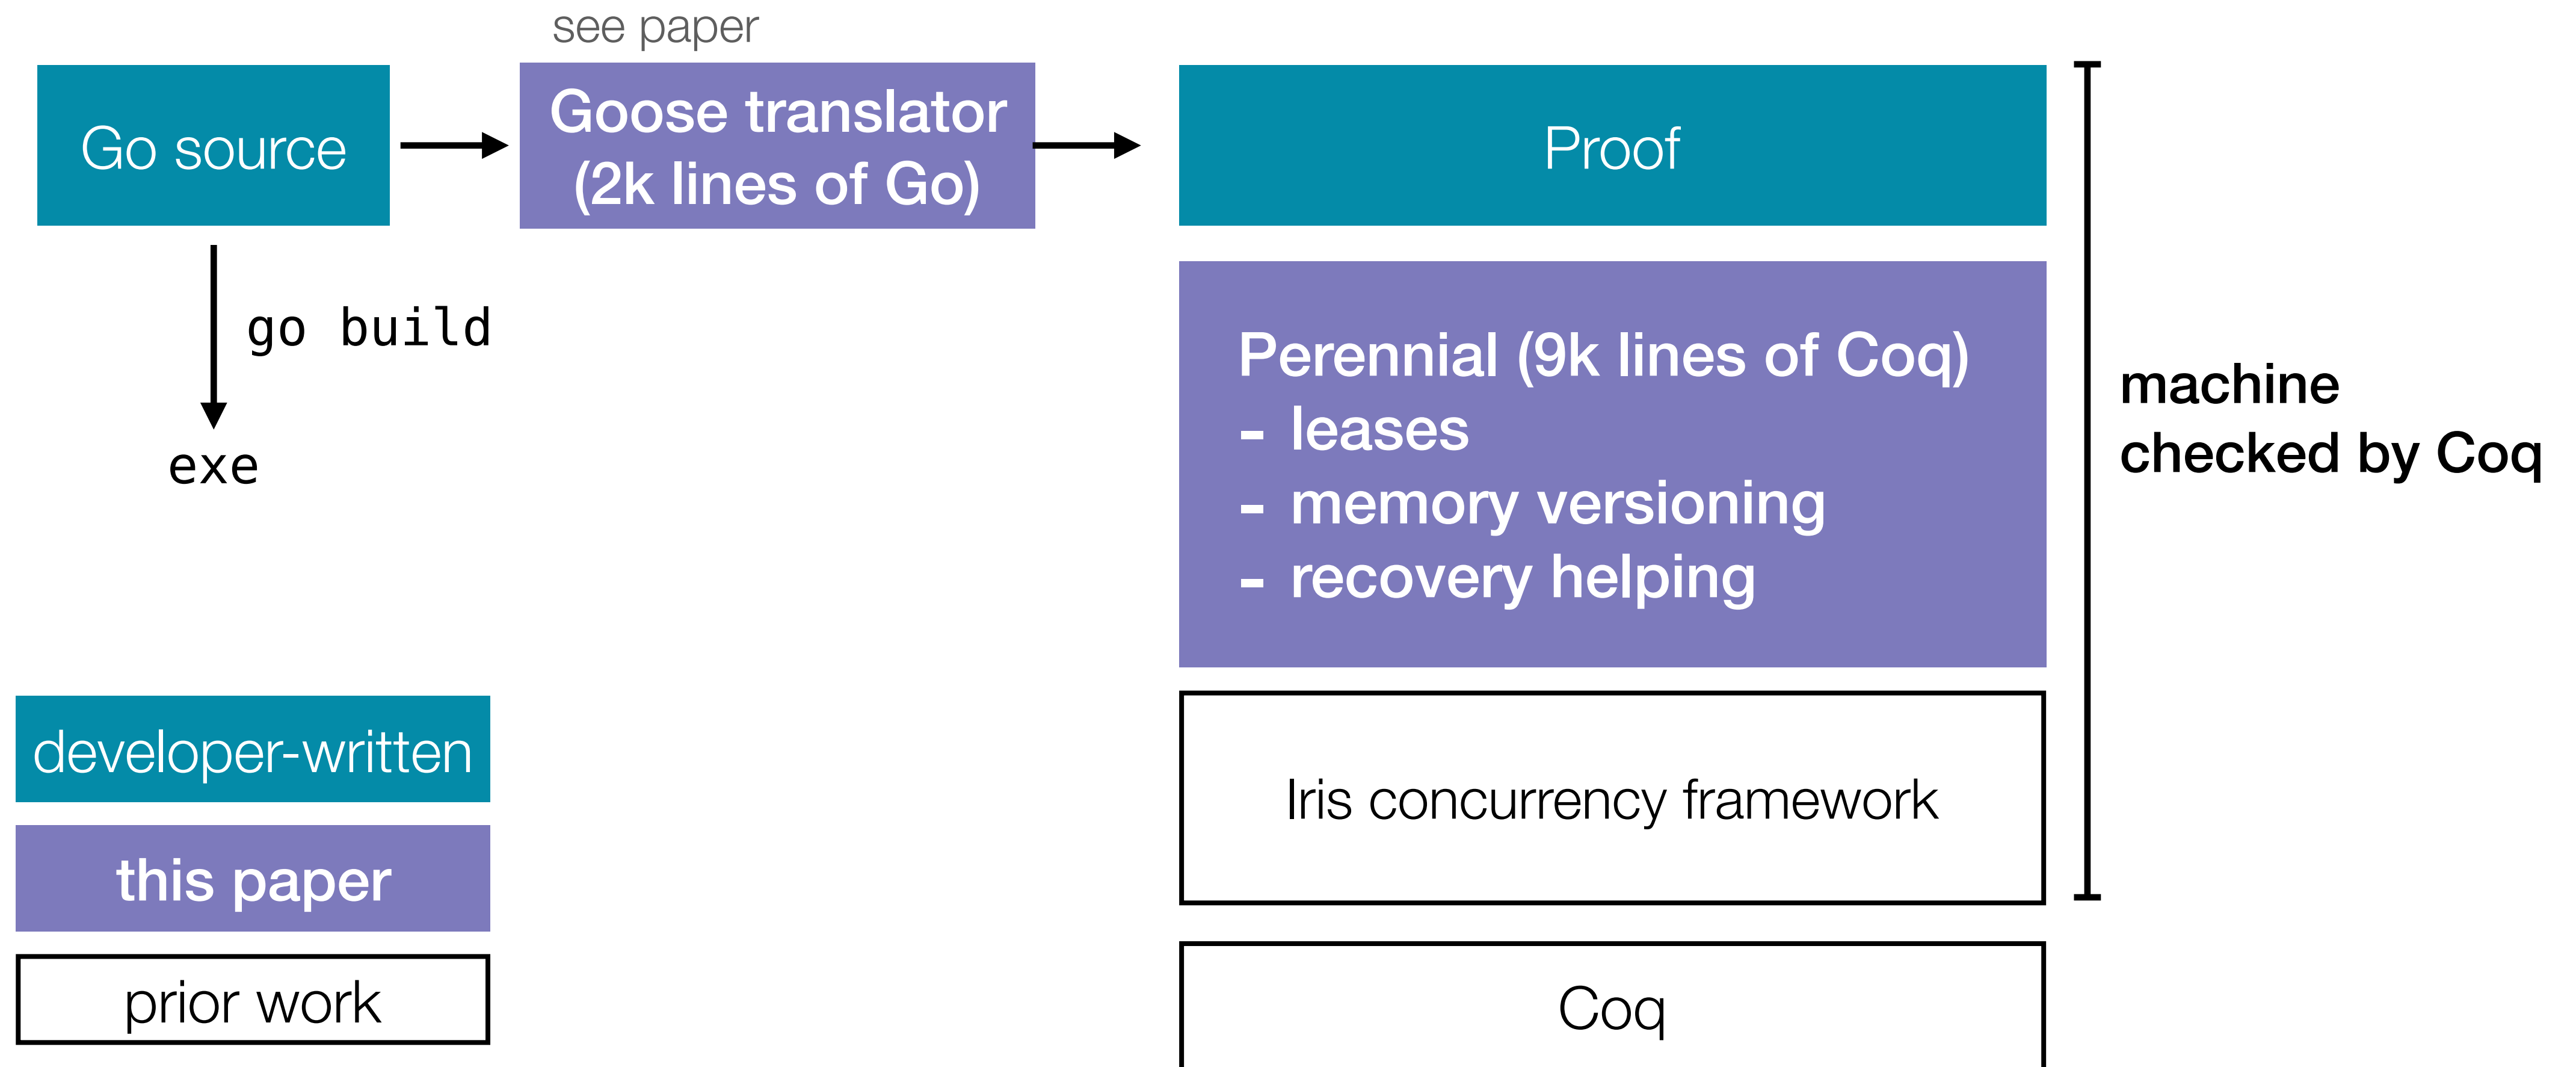 see paper
Go source
Goose translator
(2k lines of Go)
Proof
go build
exe
Perennial (9k lines of Coq)
- leases
- memory versioning
- recovery helping
machine
checked by Coq
developer-written
this paper
prior work
Iris concurrency framework
Coq